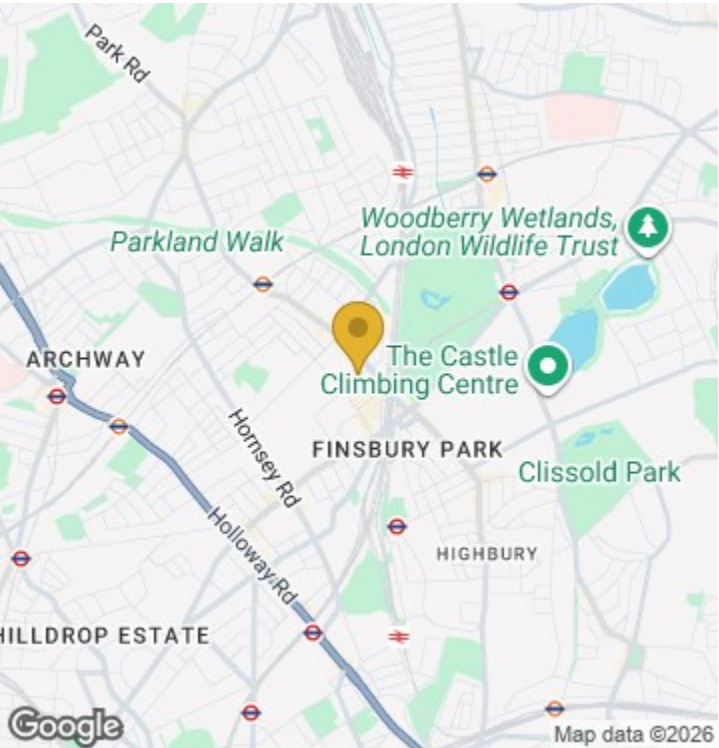 Park Rd
Woodberry Wetlands,
London Wildlife Trust
Parkland Walk
ARCHWAY
The Castle
Climbing Centre
Hornsey Rd
FINSBURY PARK
Clissold Park
Holloway Rd
HIGHBURY
HILLDROP ESTATE
Google
Map data ©2026